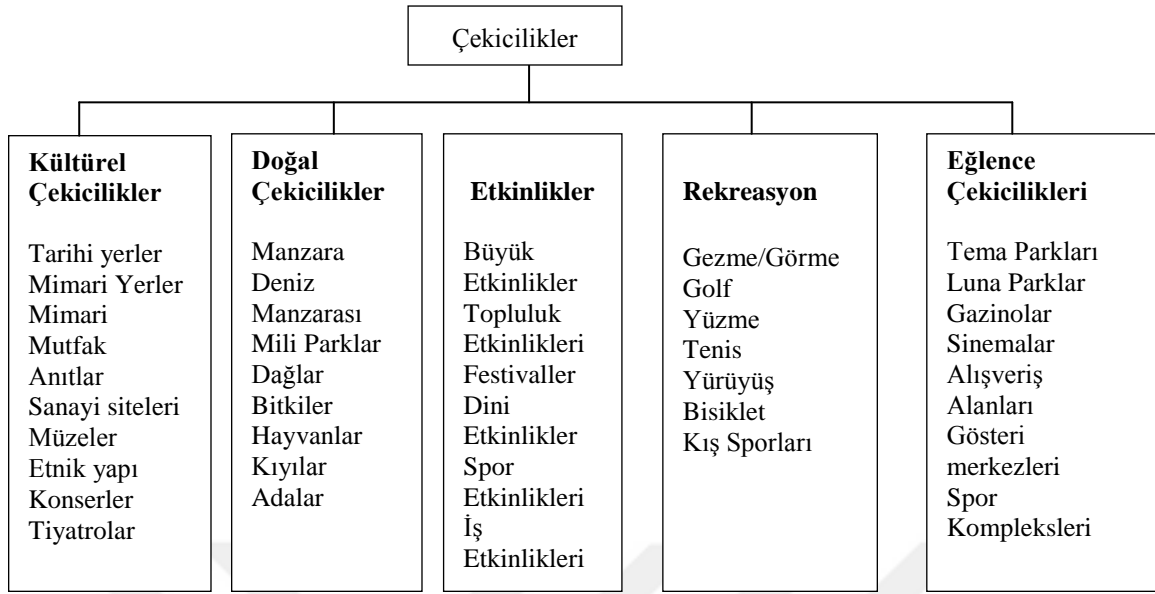 Çekicilikler
Kültürel
Çekicilikler
Tarihi yerler
Mimari Yerler
Mimari
Mutfak
Anıtlar
Sanayi siteleri
Müzeler
Etnik yapı
Konserler
Tiyatrolar
Doğal
Çekicilikler
Manzara
Deniz
Manzarası
Mili Parklar
Dağlar
Bitkiler
Hayvanlar
Kıyılar
Adalar
Etkinlikler
Büyük
Etkinlikler
Topluluk
Etkinlikleri
Festivaller
Dini
Etkinlikler
Spor
Etkinlikleri
İş
Etkinlikleri
Rekreasyon
Gezme/Görme
Golf
Yüzme
Tenis
Yürüyüş
Bisiklet
Kış Sporları
Eğlence
Çekicilikleri
Tema Parkları
Luna Parklar
Gazinolar
Sinemalar
Alışveriş
Alanları
Gösteri
merkezleri
Spor
Kompleksleri